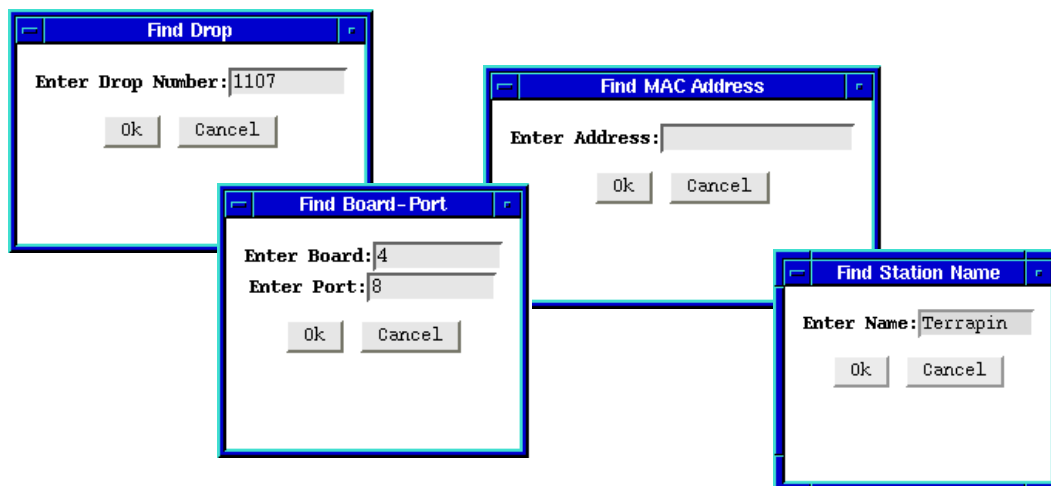 Find Drop
Enter Drop Number: 1107
Ok Cancel
Find MAC Address
Enter Address:
Ok Cancel
Find Board-Port
Enter Board: 4
Enter Port: 8
Ok Cancel
Find Station Name
Enter Name: Terrapin
Ok Cancel